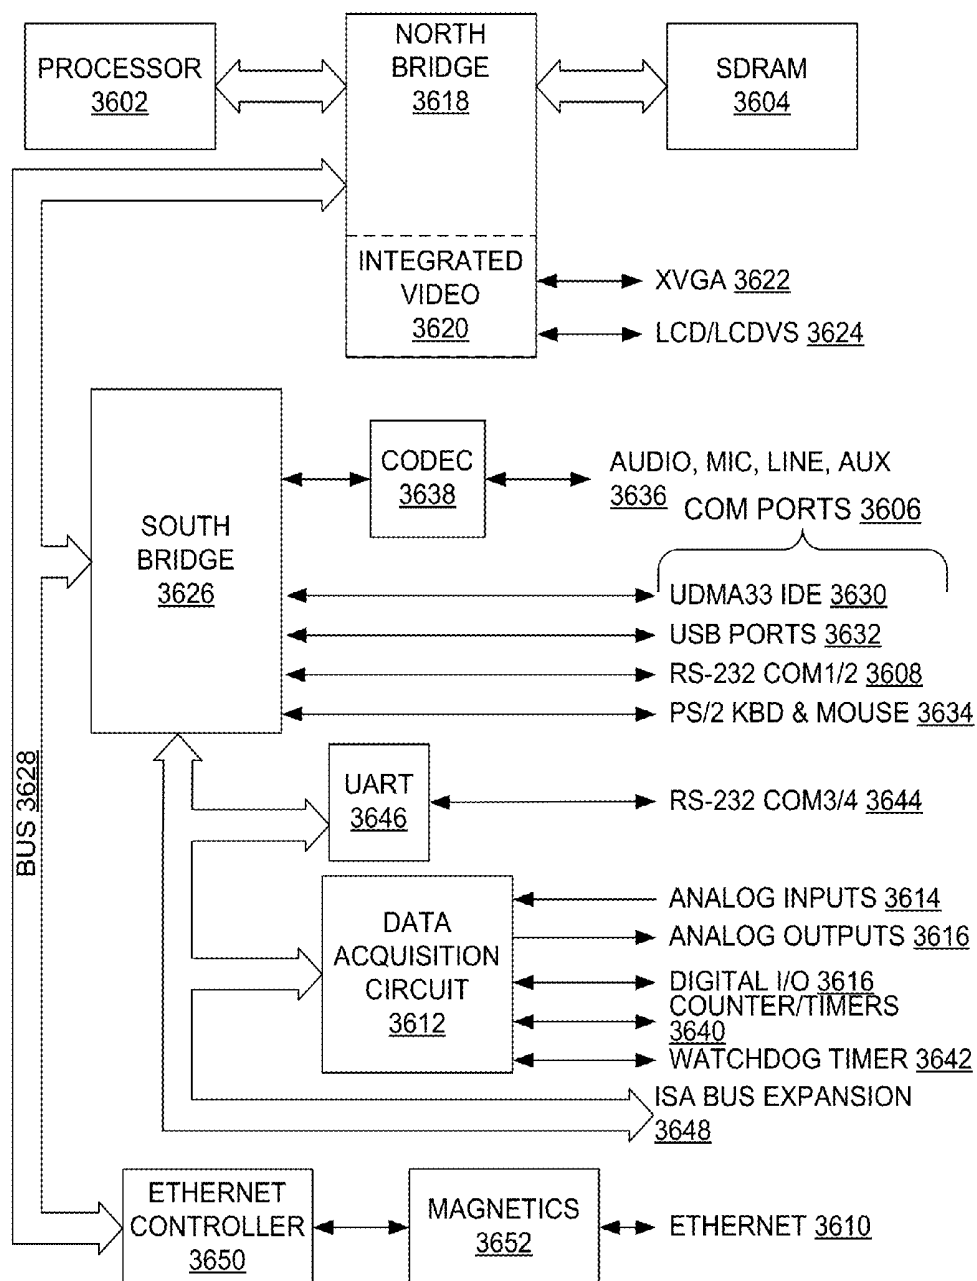 PROCESSOR
3602
NORTH
BRIDGE
3618
SDRAM
3604
INTEGRATED
VIDEO
3620
XVGA 3622
LCD/LCDVS 3624
SOUTH
BRIDGE
3626
CODEC
3638
AUDIO, MIC, LINE, AUX
3636
COM PORTS 3606
UDMA33 IDE 3630
USB PORTS 3632
RS-232 COM1/2 3608
PS/2 KBD & MOUSE 3634
BUS 3628
UART
3646
RS-232 COM3/4 3644
DATA
ACQUISITION
CIRCUIT
3612
ANALOG INPUTS 3614
ANALOG OUTPUTS 3616
DIGITAL I/O 3616
COUNTER/TIMERS
3640
WATCHDOG TIMER 3642
ISA BUS EXPANSION
3648
ETHERNET
CONTROLLER
3650
MAGNETICS
3652
ETHERNET 3610